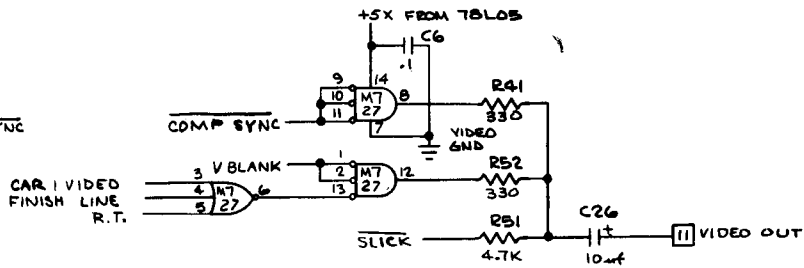 +5X FROM 78L05
C6
.1
9 14
10 M7 8
11 27
7
R41
330
NC
COMP SYNC
VIDEO
GND
V BLANK
1
2 M7 12
13 27
R52
330
CAR 1 VIDEO 3
FINISH LINE 4 M7 6
R.T. 5 27
SLICK
R51
4.7K
C26
+
10 µf
11 VIDEO OUT